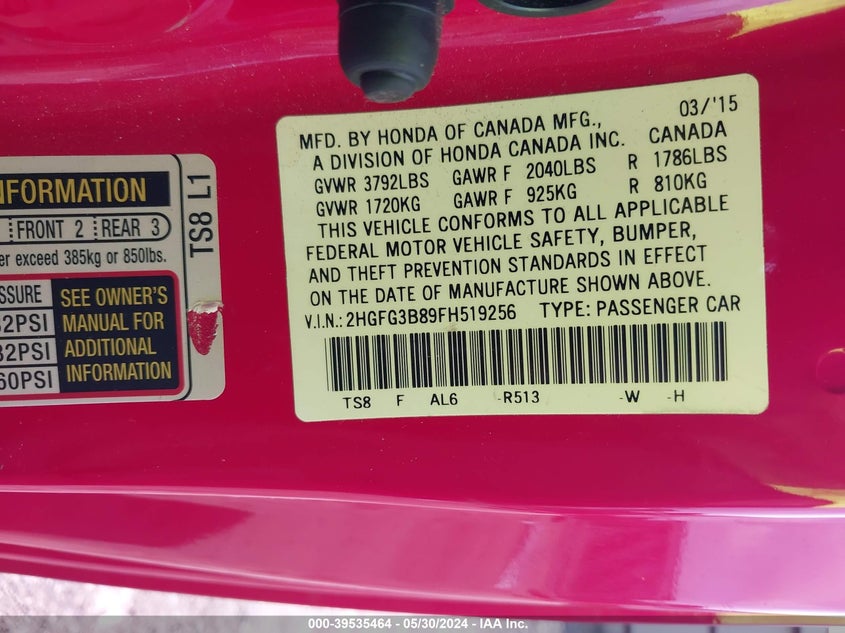 MFD. BY HONDA OF CANADA MFG., 03/'15
A DIVISION OF HONDA CANADA INC. CANADA
GVWR 3792LBS GAWR F 2040LBS R 1786LBS
GVWR 1720KG GAWR F 925KG R 810KG
THIS VEHICLE CONFORMS TO ALL APPLICABLE
FEDERAL MOTOR VEHICLE SAFETY, BUMPER,
AND THEFT PREVENTION STANDARDS IN EFFECT
ON THE DATE OF MANUFACTURE SHOWN ABOVE.
V.I.N.: 2HGFG3B89FH519256 TYPE: PASSENGER CAR
TS8 F AL6 -R513 -W -H
FRONT 2 REAR 3
exceed 385kg or 850lbs.
SEE OWNER'S
MANUAL FOR
ADDITIONAL
INFORMATION
TS8 L1
000-39535464 - 05/30/2024 - IAA Inc.